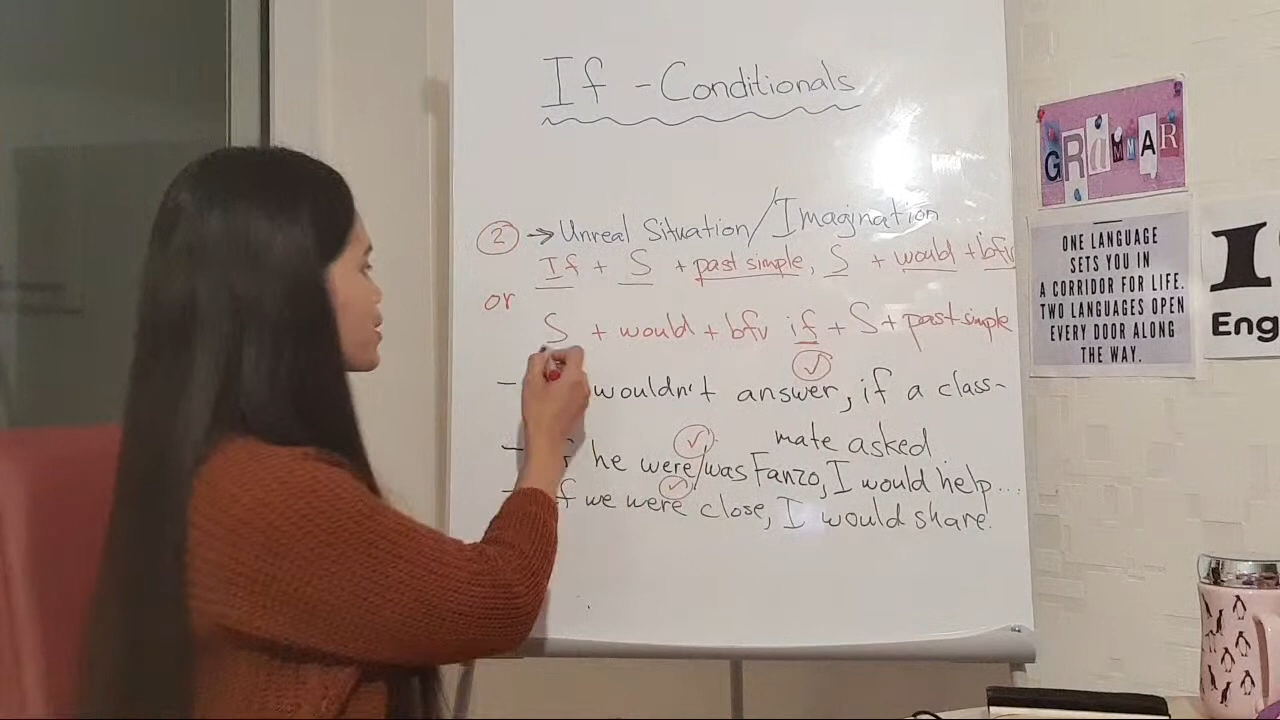 If - Conditionals
2 → Unreal Situation/Imagination
If + S + past simple, S + would + bfv
or
S + would + bfv if + S + past simple
- wouldn't answer, if a class-
mate asked.
- he were/was Fanzo, I would help...
- If we were close, I would share.
GRAMMAR
ONE LANGUAGE
SETS YOU IN
A CORRIDOR FOR LIFE.
TWO LANGUAGES OPEN
EVERY DOOR ALONG
THE WAY.
I
Eng